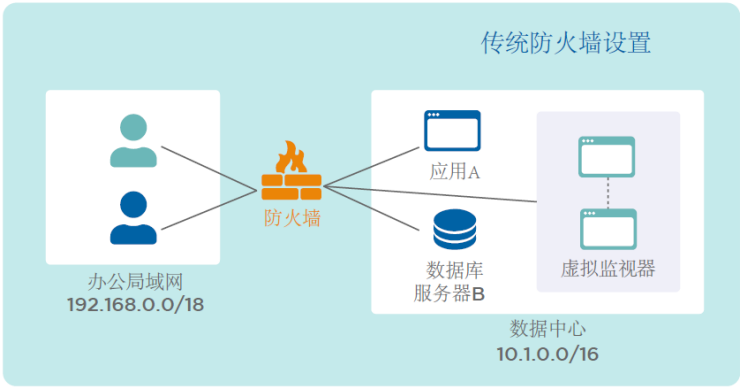 传统防火墙设置
应用A
防火墙
数据库
服务器B
虚拟监视器
办公局域网
192.168.0.0/18
数据中心
10.1.0.0/16